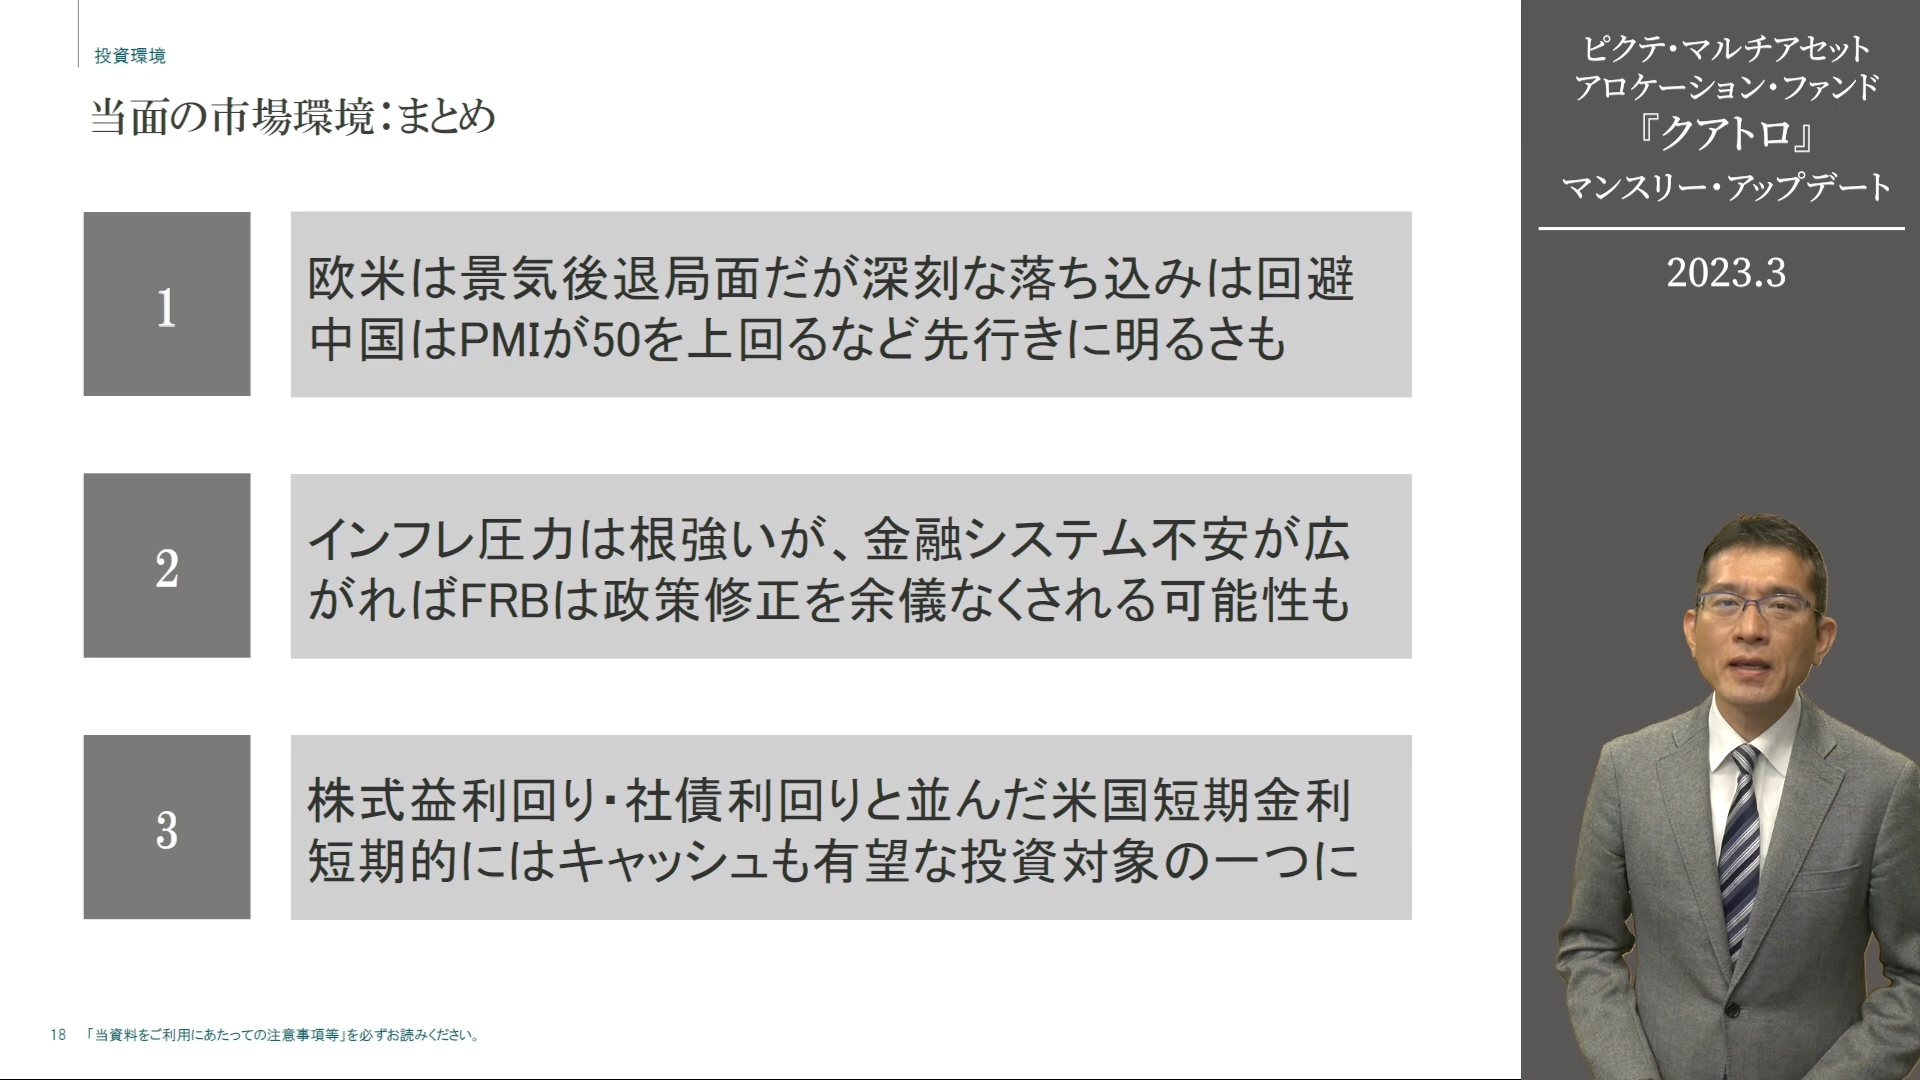 投資環境
当面の市場環境：まとめ
1
欧米は景気後退局面だが深刻な落ち込みは回避
中国はPMIが50を上回るなど先行きに明るさも
2
インフレ圧力は根強いが、金融システム不安が広
がればFRBは政策修正を余儀なくされる可能性も
3
株式益利回り・社債利回りと並んだ米国短期金利
短期的にはキャッシュも有望な投資対象の一つに
18 「当資料をご利用にあたっての注意事項等」を必ずお読みください。
ピクテ・マルチアセット
アロケーション・ファンド
『クアトロ』
マンスリー・アップデート
2023.3